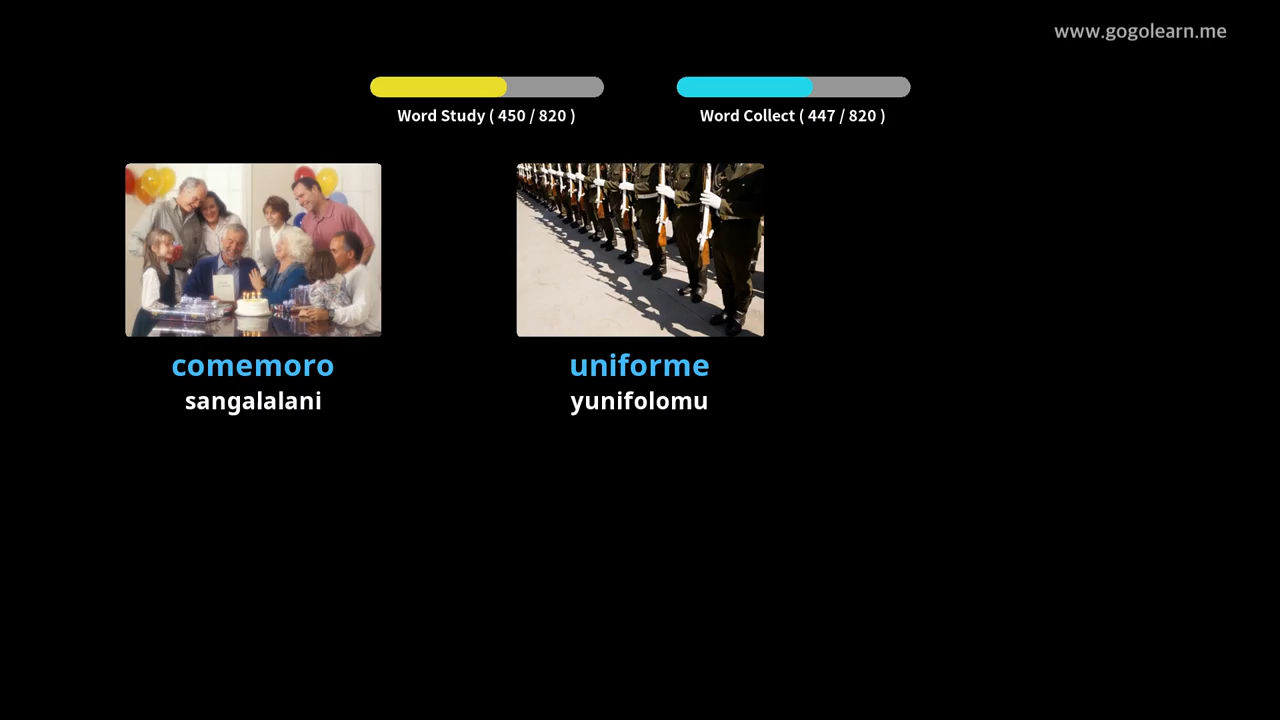 www.gogolearn.me
Word Study ( 450 / 820 )
Word Collect ( 447 / 820 )
comemoro
sangalalani
uniforme
yunifolomu